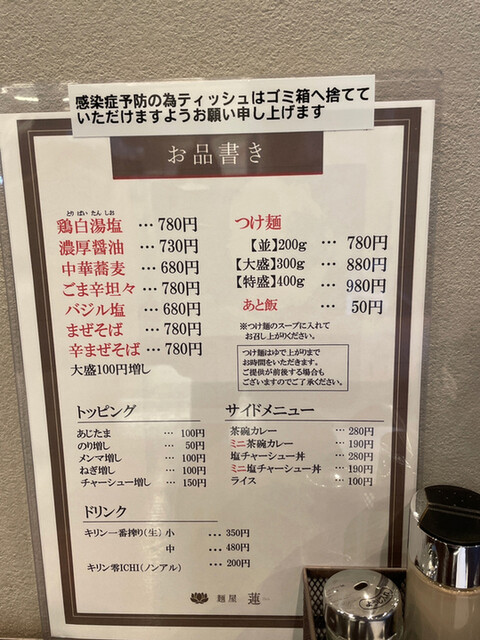 感染症予防の為ティッシュはゴミ箱へ捨てて
いただけますようお願い申し上げます
お品書き
とり ぱい たん しお
鶏白湯塩 … 780円
濃厚醤油 … 730円
中華蕎麦 … 680円
ごま辛坦々 … 780円
バジル塩 … 680円
まぜそば … 780円
辛まぜそば … 780円
大盛100円増し
つけ麺
【並】200g … 780円
【大盛】300g … 880円
【特盛】400g … 980円
あと飯 … 50円
※つけ麺のスープに入れて
お召し上がりください。
つけ麺はゆで上がりまで
お時間をいただきます。
ご提供が前後する場合も
ございますのでご了承ください。
トッピング
あじたま … 100円
のり増し … 50円
メンマ増し … 100円
ねぎ増し … 100円
チャーシュー増し … 150円
サイドメニュー
茶碗カレー … 280円
ミニ茶碗カレー … 190円
塩チャーシュー丼 … 280円
ミニ塩チャーシュー丼 … 190円
ライス … 100円
ドリンク
キリン一番搾り(生) 小 … 350円
中 … 480円
キリン零ICHI(ノンアル) … 200円
麺屋 蓮